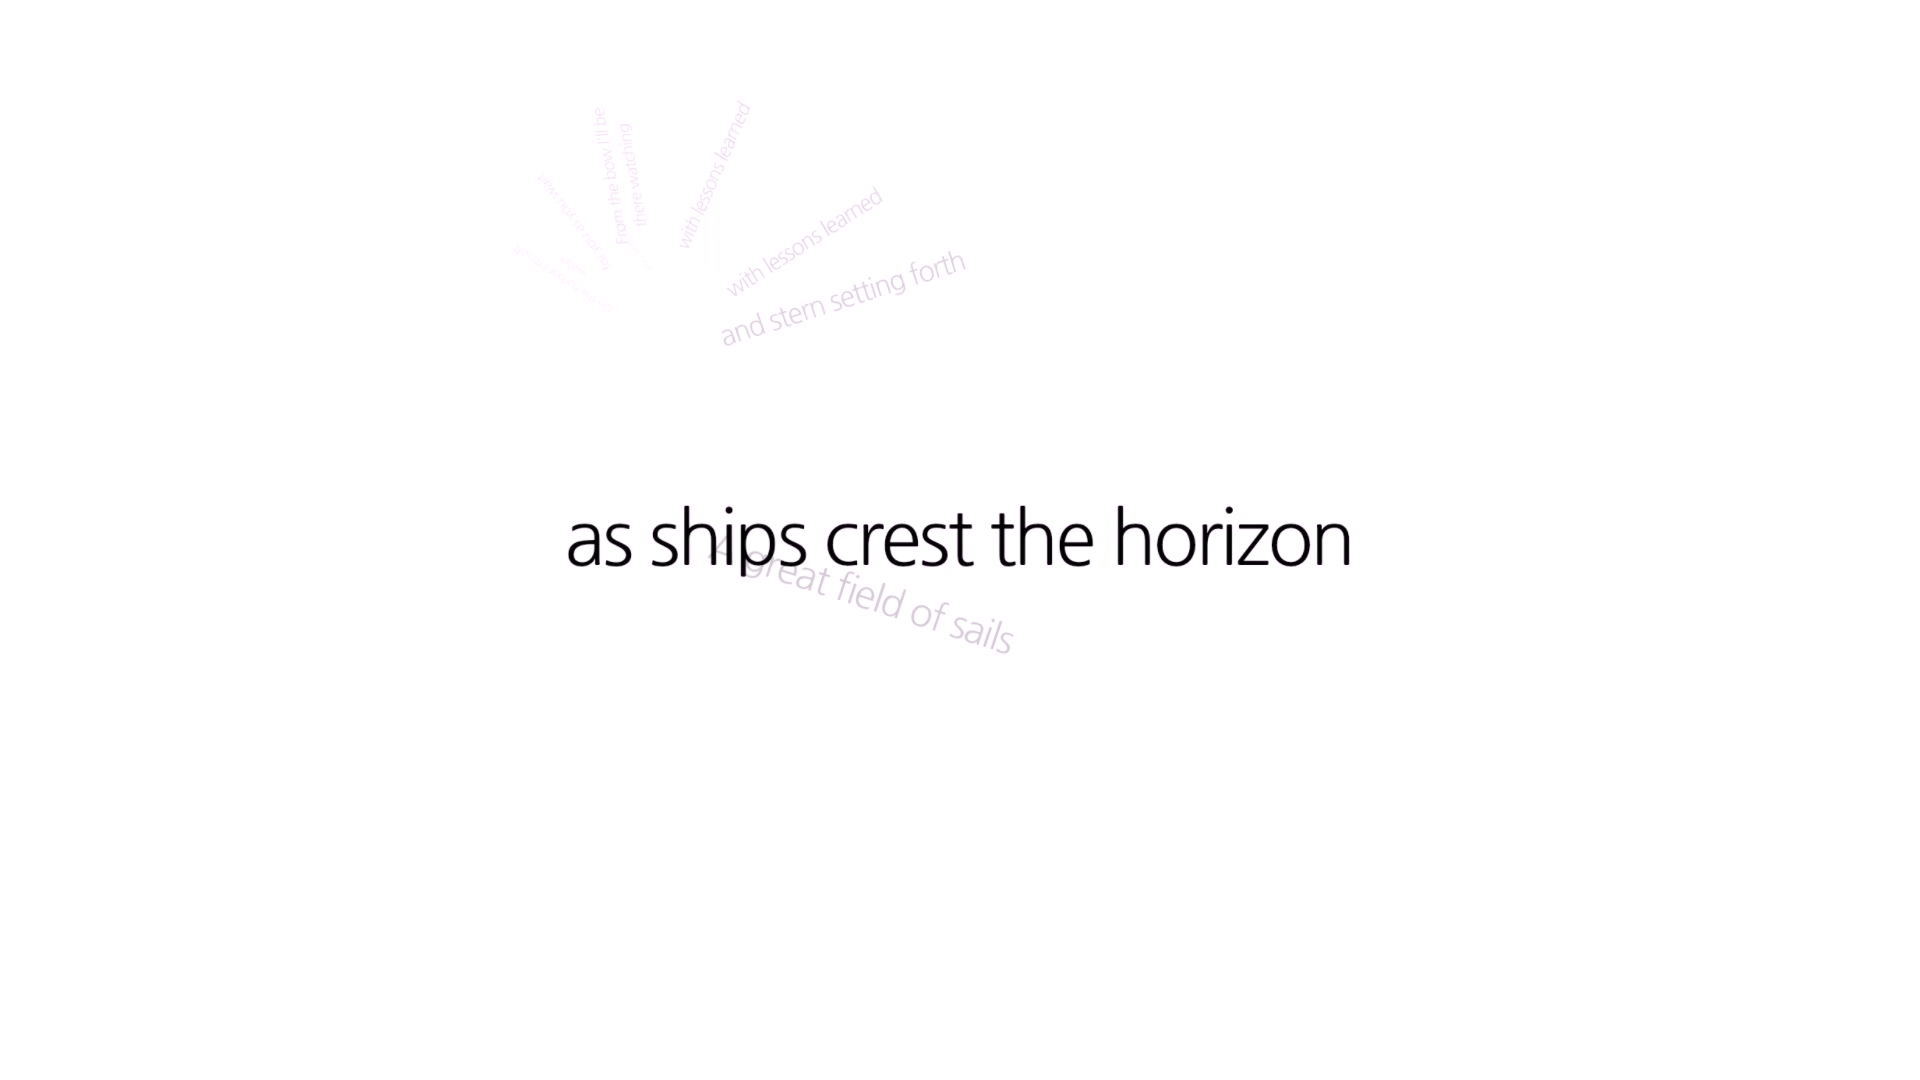 From the bow I'll be
there watching
with lessons learned
with lessons learned
and stern setting forth
as ships crest the horizon
A great field of sails